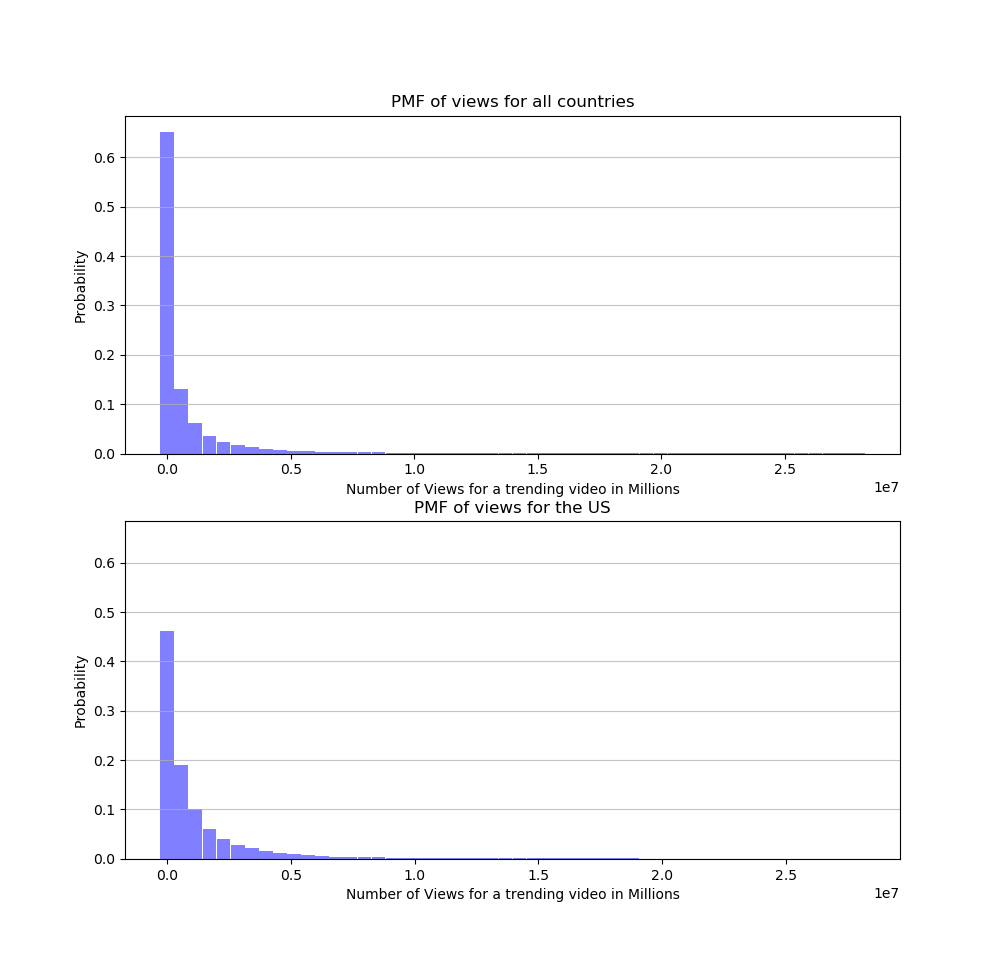 PMF of views for all countries
0.6
0.5
0.4
0.3
0.2
0.1
0.0
Probability
0.0 0.5 1.0 1.5 2.0 2.5
1e7
Number of Views for a trending video in Millions
PMF of views for the US
0.6
0.5
0.4
0.3
0.2
0.1
0.0
Probability
0.0 0.5 1.0 1.5 2.0 2.5
1e7
Number of Views for a trending video in Millions